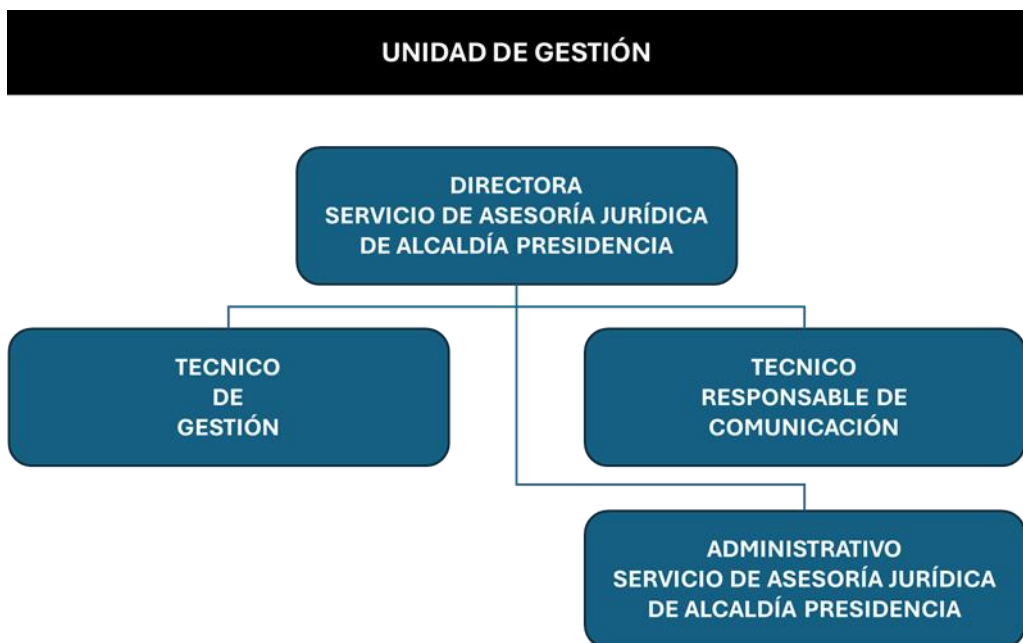 UNIDAD DE GESTIÓN
DIRECTORA
SERVICIO DE ASESORÍA JURÍDICA
DE ALCALDÍA PRESIDENCIA
TECNICO
DE
GESTIÓN
TECNICO
RESPONSABLE DE
COMUNICACIÓN
ADMINISTRATIVO
SERVICIO DE ASESORÍA JURÍDICA
DE ALCALDÍA PRESIDENCIA